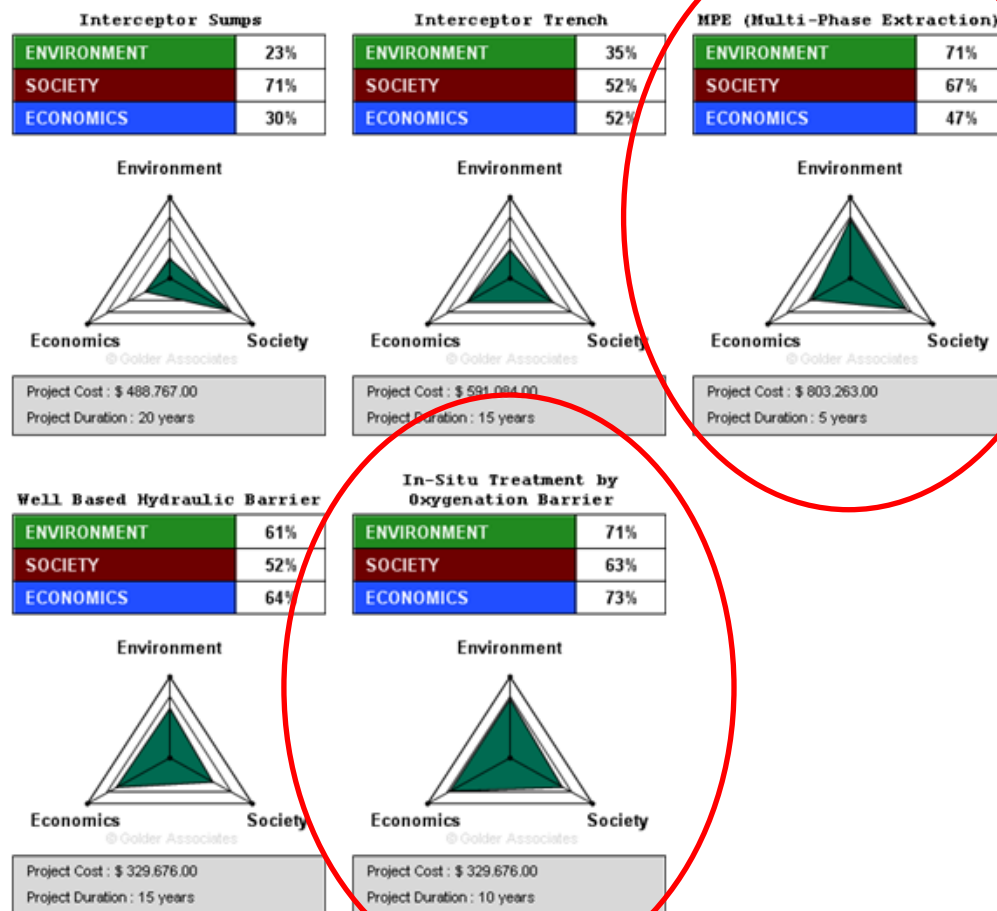 Interceptor Sumps
ENVIRONMENT 23%
SOCIETY 71%
ECONOMICS 30%
Environment
Economics Society
© Golder Associates
Project Cost : $ 488.767.00
Project Duration : 20 years
Interceptor Trench
ENVIRONMENT 35%
SOCIETY 52%
ECONOMICS 52%
Environment
Economics Society
© Golder Associates
Project Cost : $ 591.084.00
Project Duration : 15 years
MPE (Multi-Phase Extraction)
ENVIRONMENT 71%
SOCIETY 67%
ECONOMICS 47%
Environment
Economics Society
© Golder Associates
Project Cost : $ 803.263.00
Project Duration : 5 years
Well Based Hydraulic Barrier
ENVIRONMENT 61%
SOCIETY 52%
ECONOMICS 64%
Environment
Economics Society
© Golder Associates
Project Cost : $ 329.676.00
Project Duration : 15 years
In-Situ Treatment by
Oxygenation Barrier
ENVIRONMENT 71%
SOCIETY 63%
ECONOMICS 73%
Environment
Economics Society
© Golder Associates
Project Cost : $ 329.676.00
Project Duration : 10 years